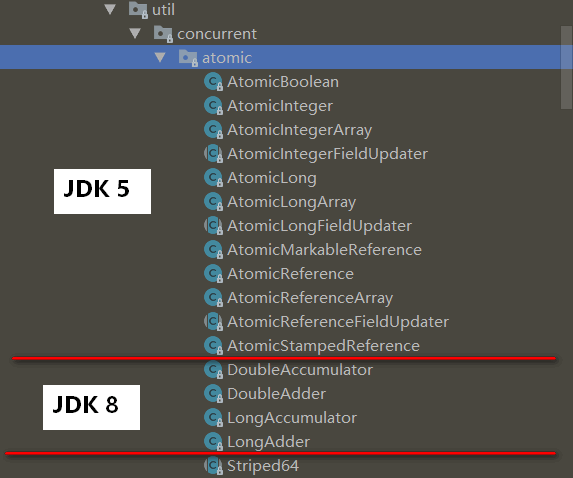 util
concurrent
atomic
AtomicBoolean
AtomicInteger
AtomicIntegerArray
AtomicIntegerFieldUpdater
AtomicLong
JDK 5
AtomicLongArray
AtomicLongFieldUpdater
AtomicMarkableReference
AtomicReference
AtomicReferenceArray
AtomicReferenceFieldUpdater
AtomicStampedReference
DoubleAccumulator
DoubleAdder
JDK 8
LongAccumulator
LongAdder
Striped64